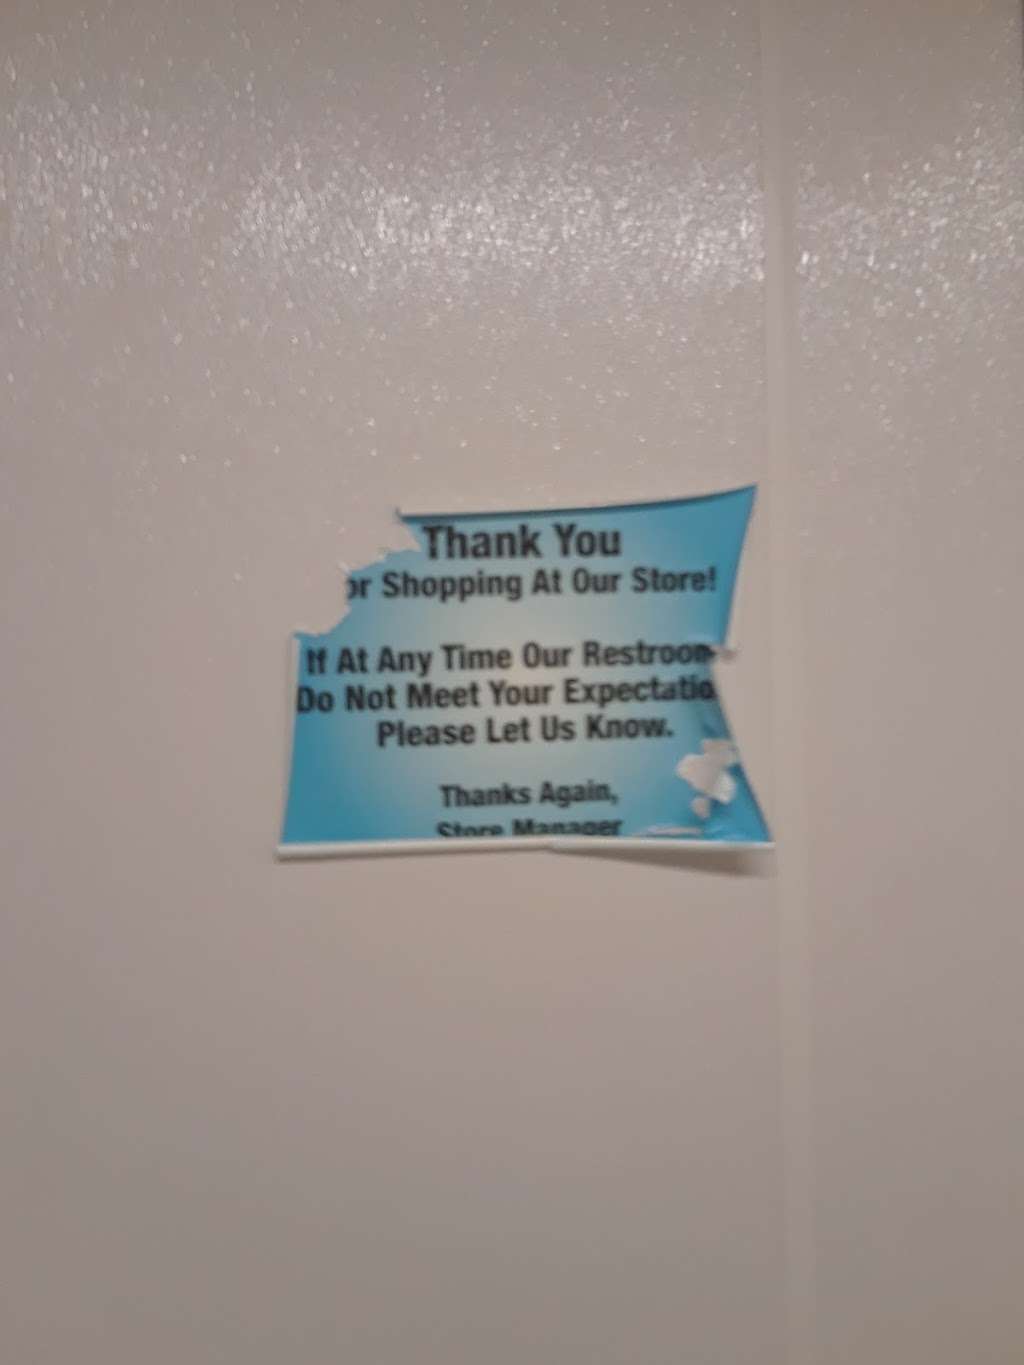 Thank You
or Shopping At Our Store!
If At Any Time Our Restroom
Do Not Meet Your Expectatio
Please Let Us Know.
Thanks Again,
Store Manager